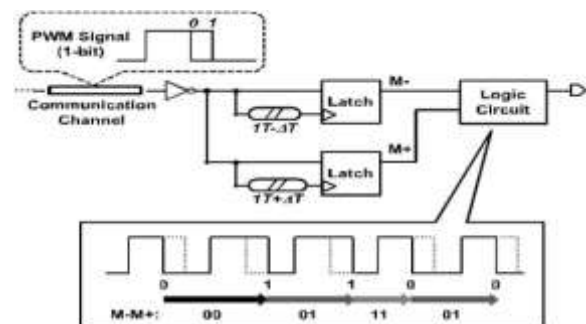 0 1
PWM Signal
(1-bit)
Communication
Channel
1T-ΔT
Latch
M-
Logic
Circuit
M+
1T+ΔT
Latch
0 1 1 0 0
M-M+: 00 01 11 01